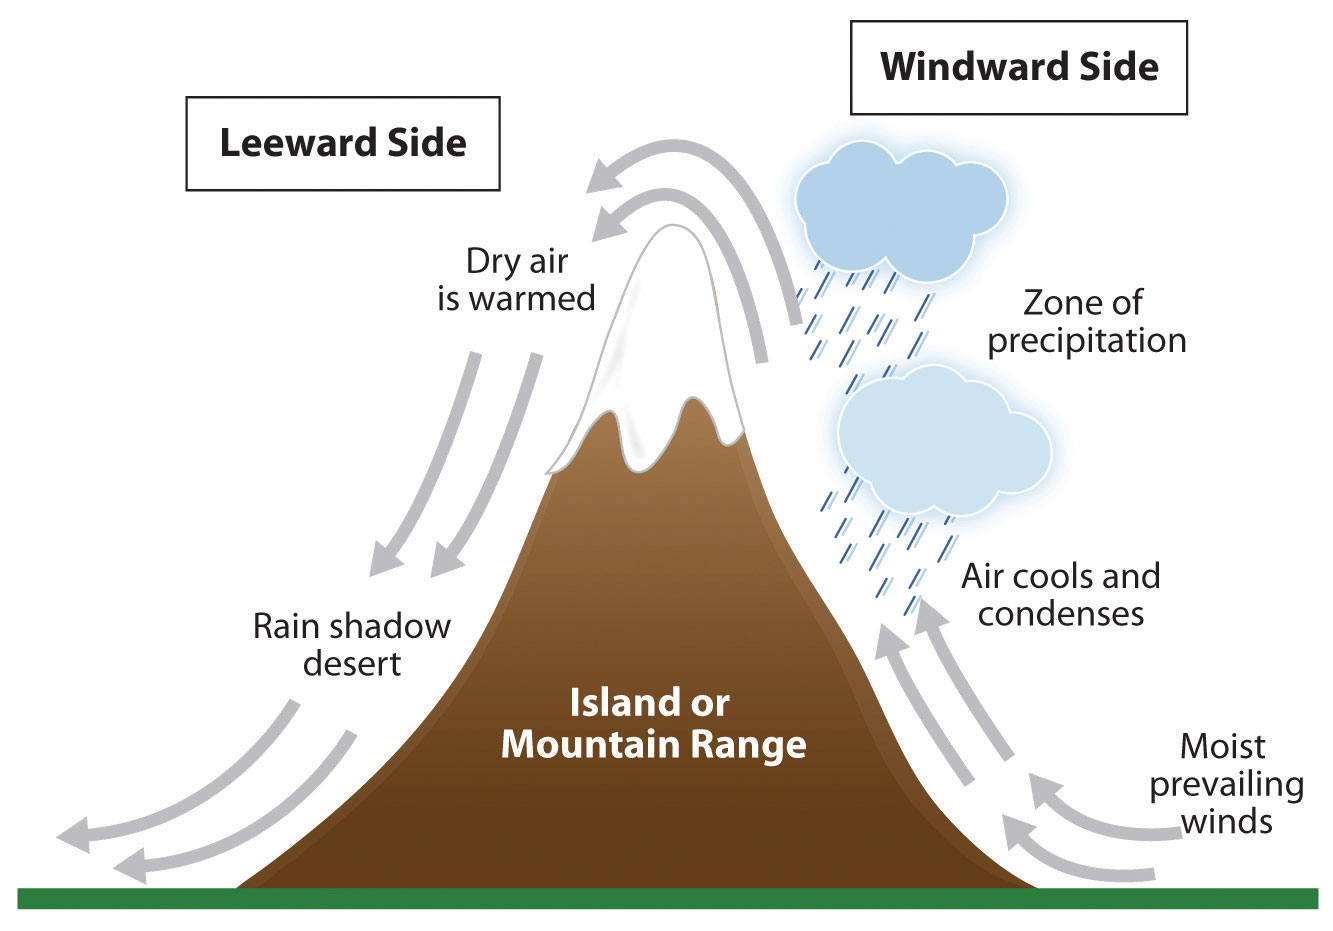 Windward Side
Leeward Side
Dry air
is warmed
Zone of
precipitation
Air cools and
condenses
Rain shadow
desert
Island or
Mountain Range
Moist
prevailing
winds